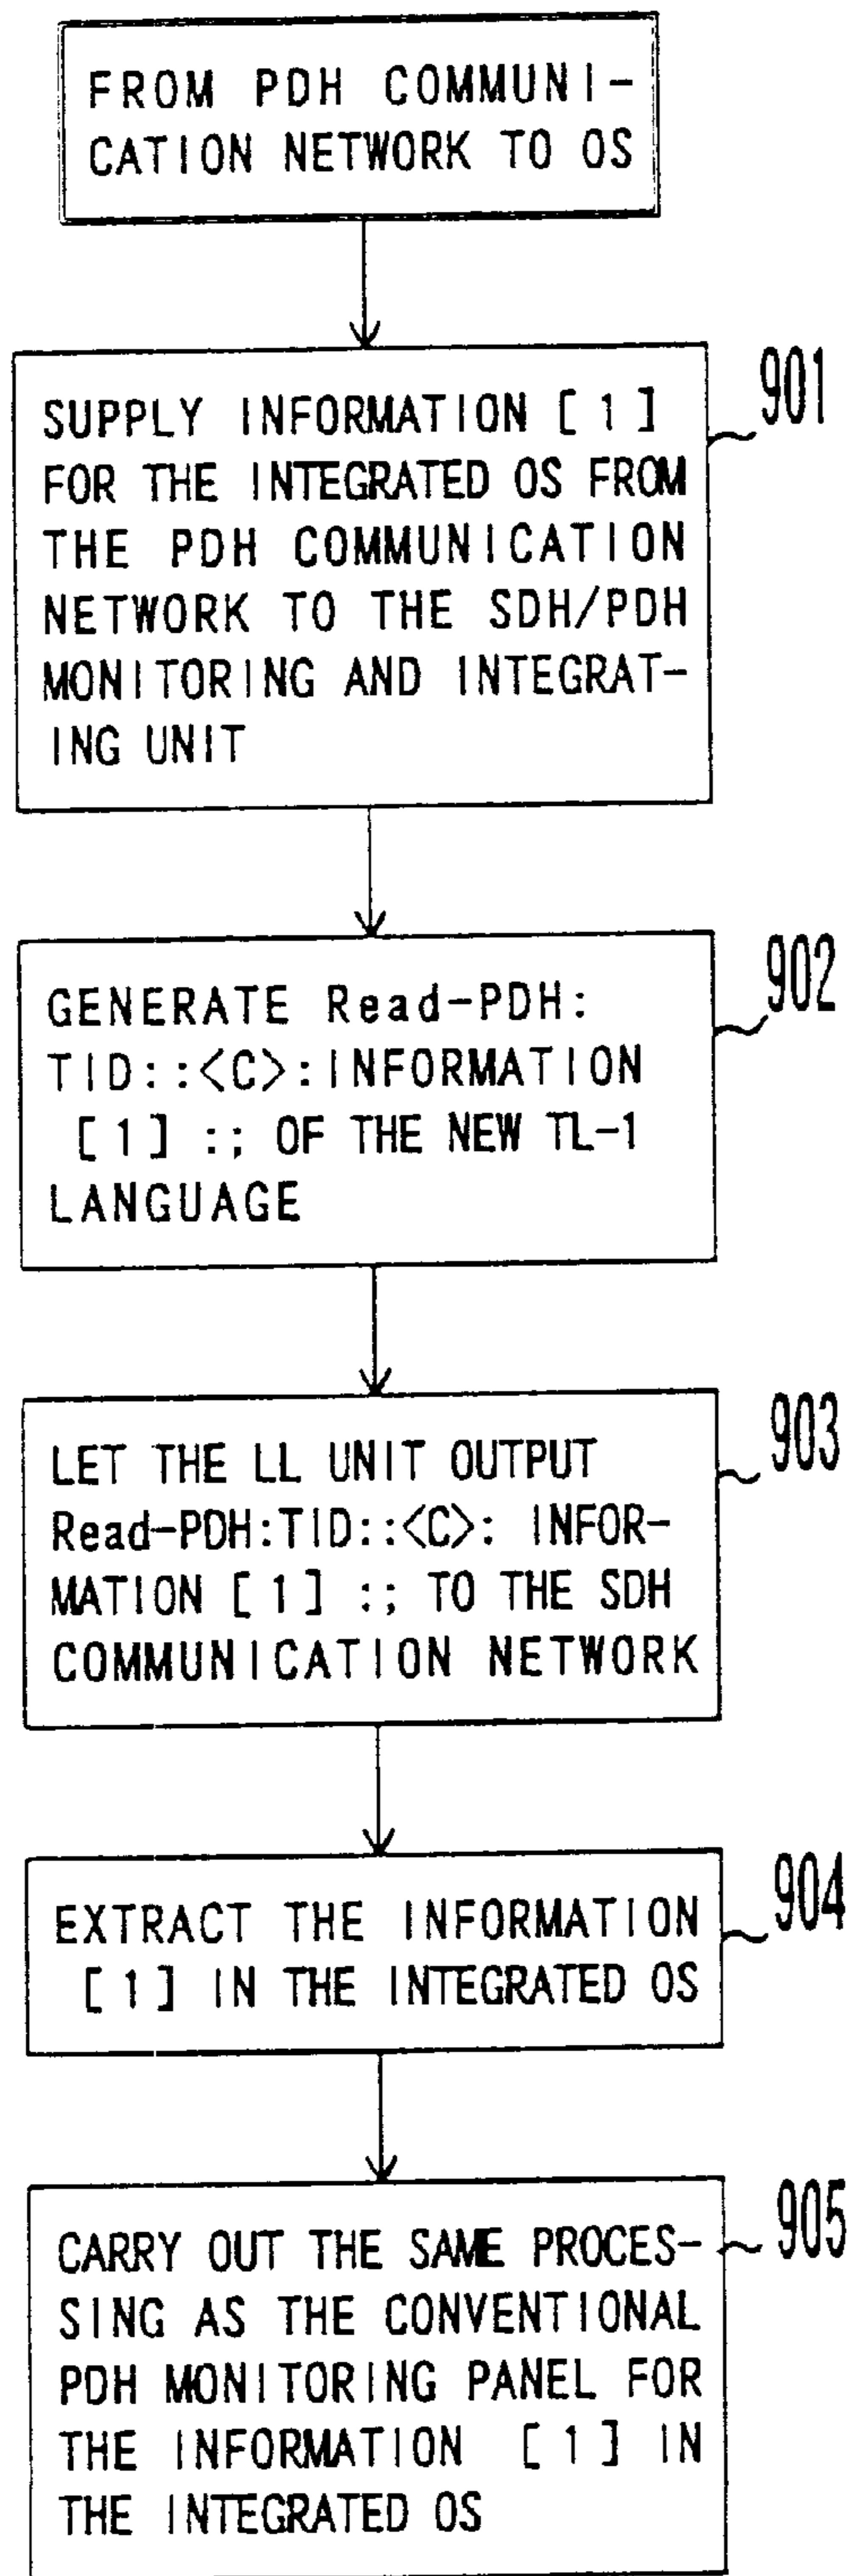 FROM PDH COMMUNI-
CATION NETWORK TO OS
901
SUPPLY INFORMATION [1]
FOR THE INTEGRATED OS FROM
THE PDH COMMUNICATION
NETWORK TO THE SDH/PDH
MONITORING AND INTEGRAT-
ING UNIT
902
GENERATE Read-PDH:
TID::<C>:INFORMATION
[1] :; OF THE NEW TL-1
LANGUAGE
903
LET THE LL UNIT OUTPUT
Read-PDH:TID::<C>: INFOR-
MATION [1] :; TO THE SDH
COMMUNICATION NETWORK
904
EXTRACT THE INFORMATION
[1] IN THE INTEGRATED OS
905
CARRY OUT THE SAME PROCES-
SING AS THE CONVENTIONAL
PDH MONITORING PANEL FOR
THE INFORMATION [1] IN
THE INTEGRATED OS